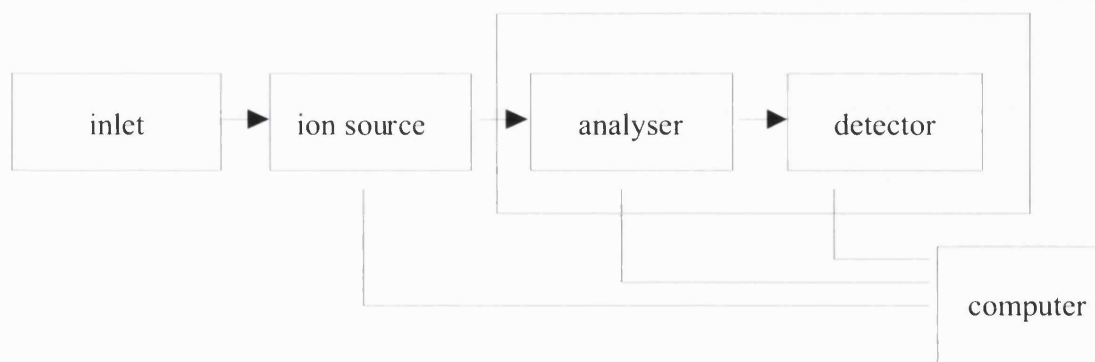 inlet
ion source
analyser
detector
computer